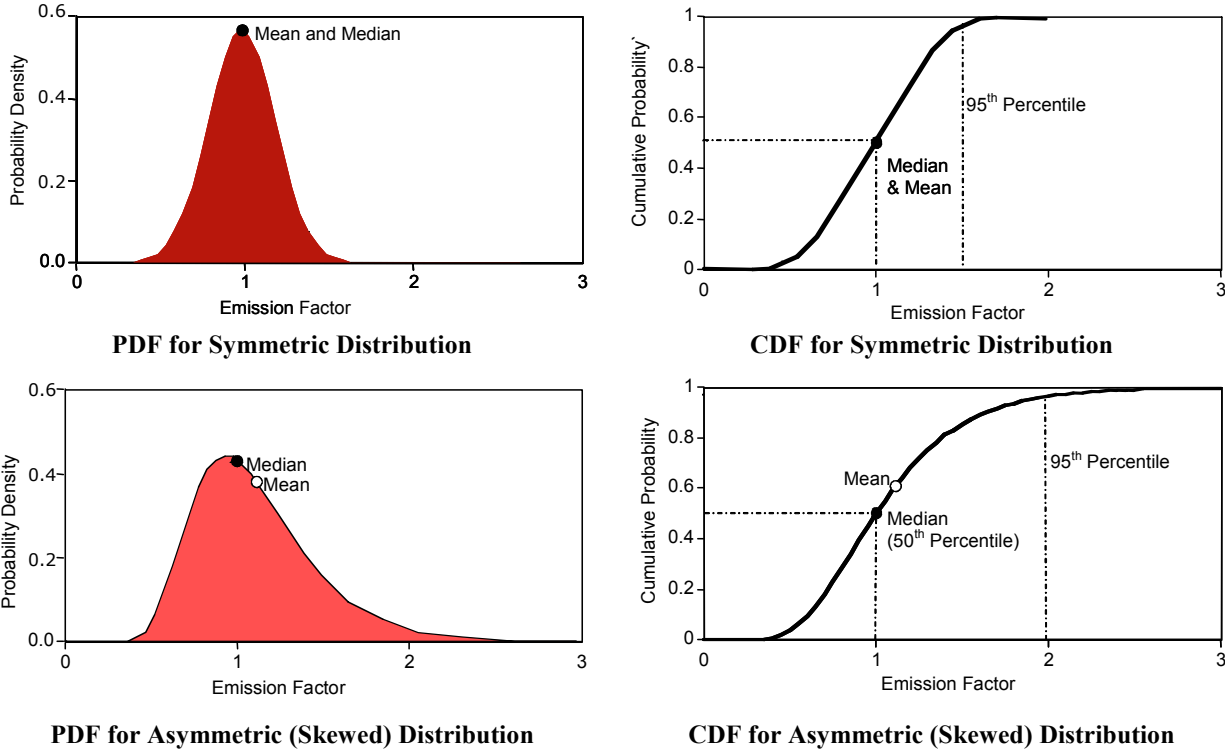 0.6
0.4
0.2
0.0
Probability Density
Mean and Median
0
1
2
3
Emission Factor
PDF for Symmetric Distribution
1
0.8
0.6
0.4
0.2
0
Cumulative Probability`
95th Percentile
Median
& Mean
0
1
2
3
Emission Factor
CDF for Symmetric Distribution
0.6
0.4
0.2
0.0
Probability Density
Median
Mean
0
1
2
3
Emission Factor
PDF for Asymmetric (Skewed) Distribution
1
0.8
0.6
0.4
0.2
0
Cumulative Probability
95th Percentile
Mean
Median
(50th Percentile)
0
1
2
3
Emission Factor
CDF for Asymmetric (Skewed) Distribution